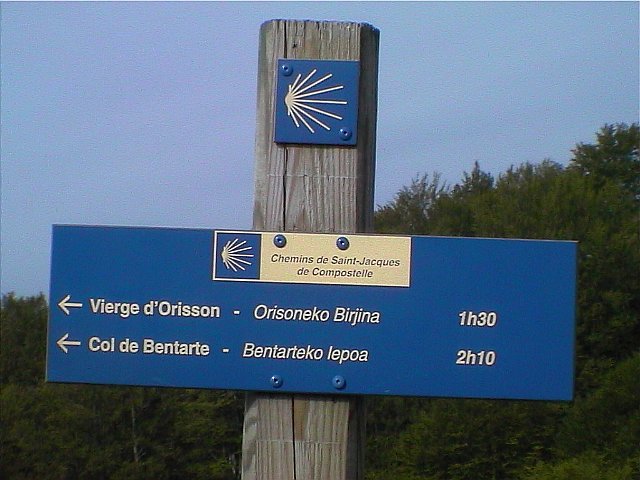 Chemins de Saint-Jacques
de Compostelle
← Vierge d'Orisson - Orisoneko Birjina 1h30
← Col de Bentarte - Bentarteko lepoa 2h10